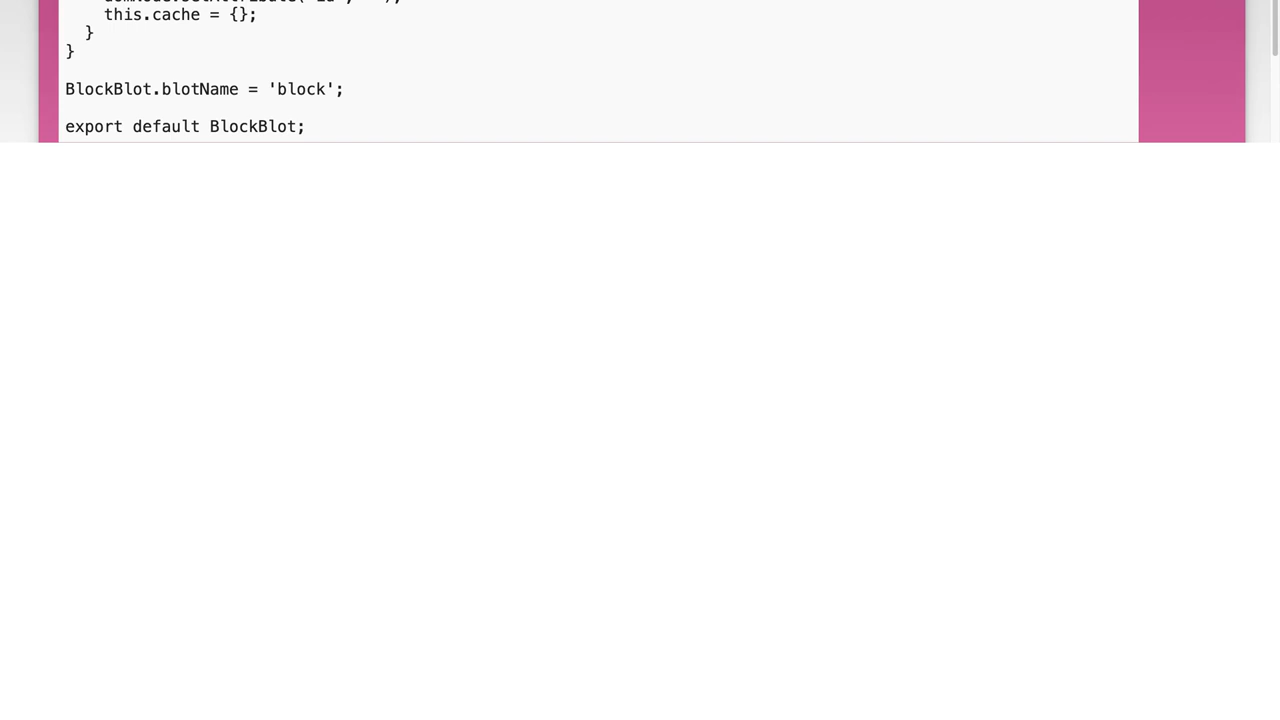 this.cache = {};
}
}
BlockBlot.blotName = 'block';
export default BlockBlot;